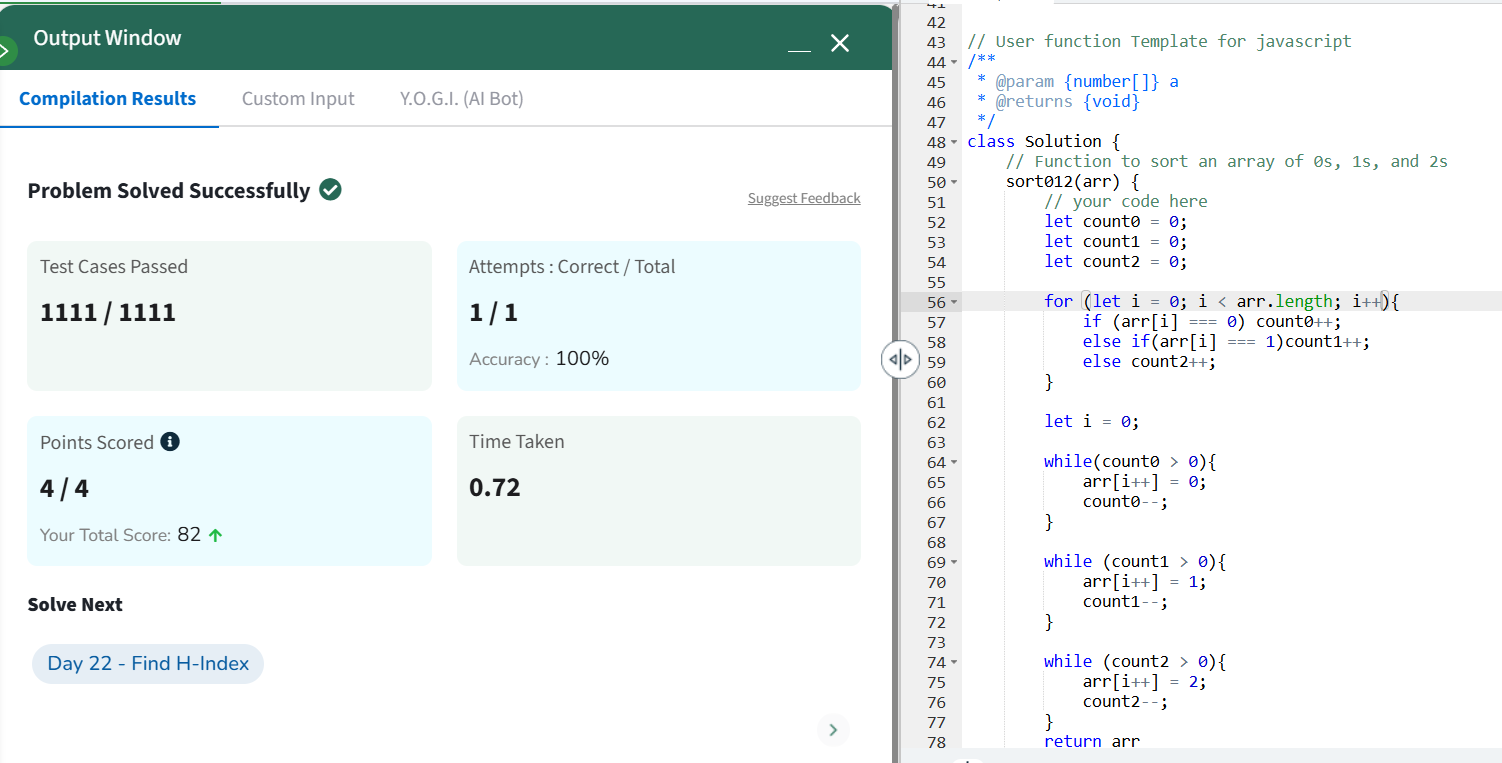 Output Window
Compilation Results
Custom Input
Y.O.G.I. (AI Bot)
Problem Solved Successfully
Suggest Feedback
Test Cases Passed
1111 / 1111
Attempts : Correct / Total
1 / 1
Accuracy : 100%
Points Scored
4 / 4
Your Total Score: 82
Time Taken
0.72
Solve Next
Day 22 - Find H-Index
42
43 // User function Template for javascript
44 /**
45  * @param {number[]} a
46  * @returns {void}
47  */
48 class Solution {
49     // Function to sort an array of 0s, 1s, and 2s
50     sort012(arr) {
51         // your code here
52         let count0 = 0;
53         let count1 = 0;
54         let count2 = 0;
55
56         for (let i = 0; i < arr.length; i++){
57             if (arr[i] === 0) count0++;
58             else if(arr[i] === 1)count1++;
59             else count2++;
60         }
61
62         let i = 0;
63
64         while(count0 > 0){
65             arr[i++] = 0;
66             count0--;
67         }
68
69         while (count1 > 0){
70             arr[i++] = 1;
71             count1--;
72         }
73
74         while (count2 > 0){
75             arr[i++] = 2;
76             count2--;
77         }
78         return arr